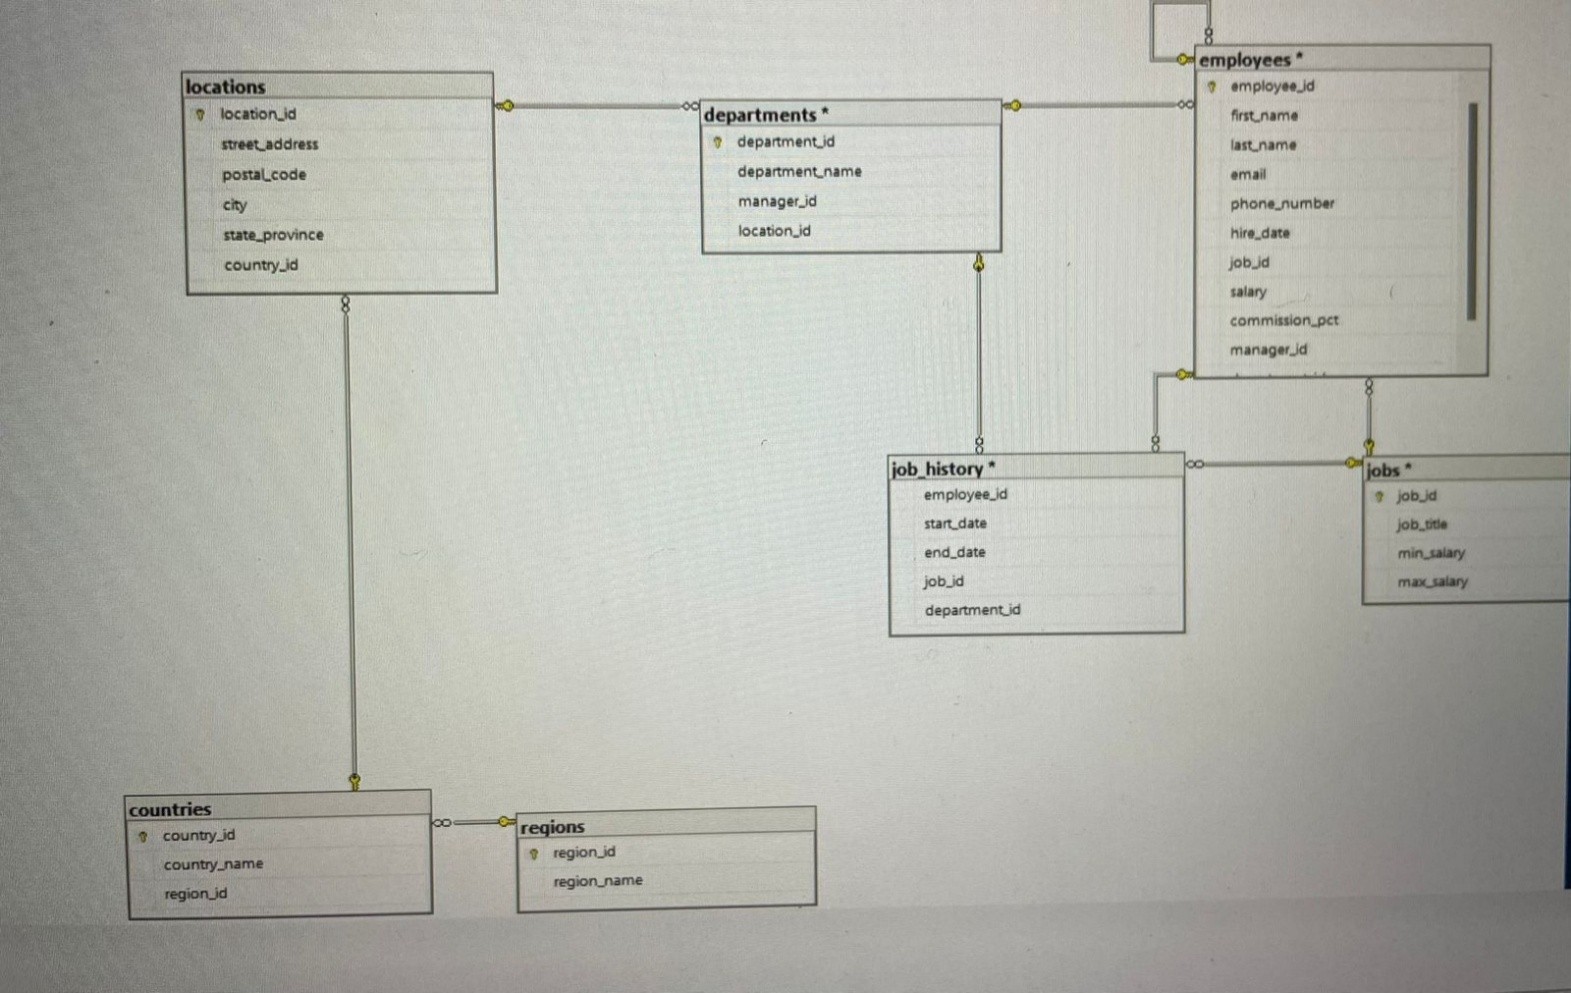 locations
location_id
street_address
postal_code
city
state_province
country_id
departments *
department_id
department_name
manager_id
location_id
employees *
employee_id
first_name
last_name
email
phone_number
hire_date
job_id
salary
commission_pct
manager_id
job_history *
employee_id
start_date
end_date
job_id
department_id
jobs *
job_id
job_title
min_salary
max_salary
countries
country_id
country_name
region_id
regions
region_id
region_name